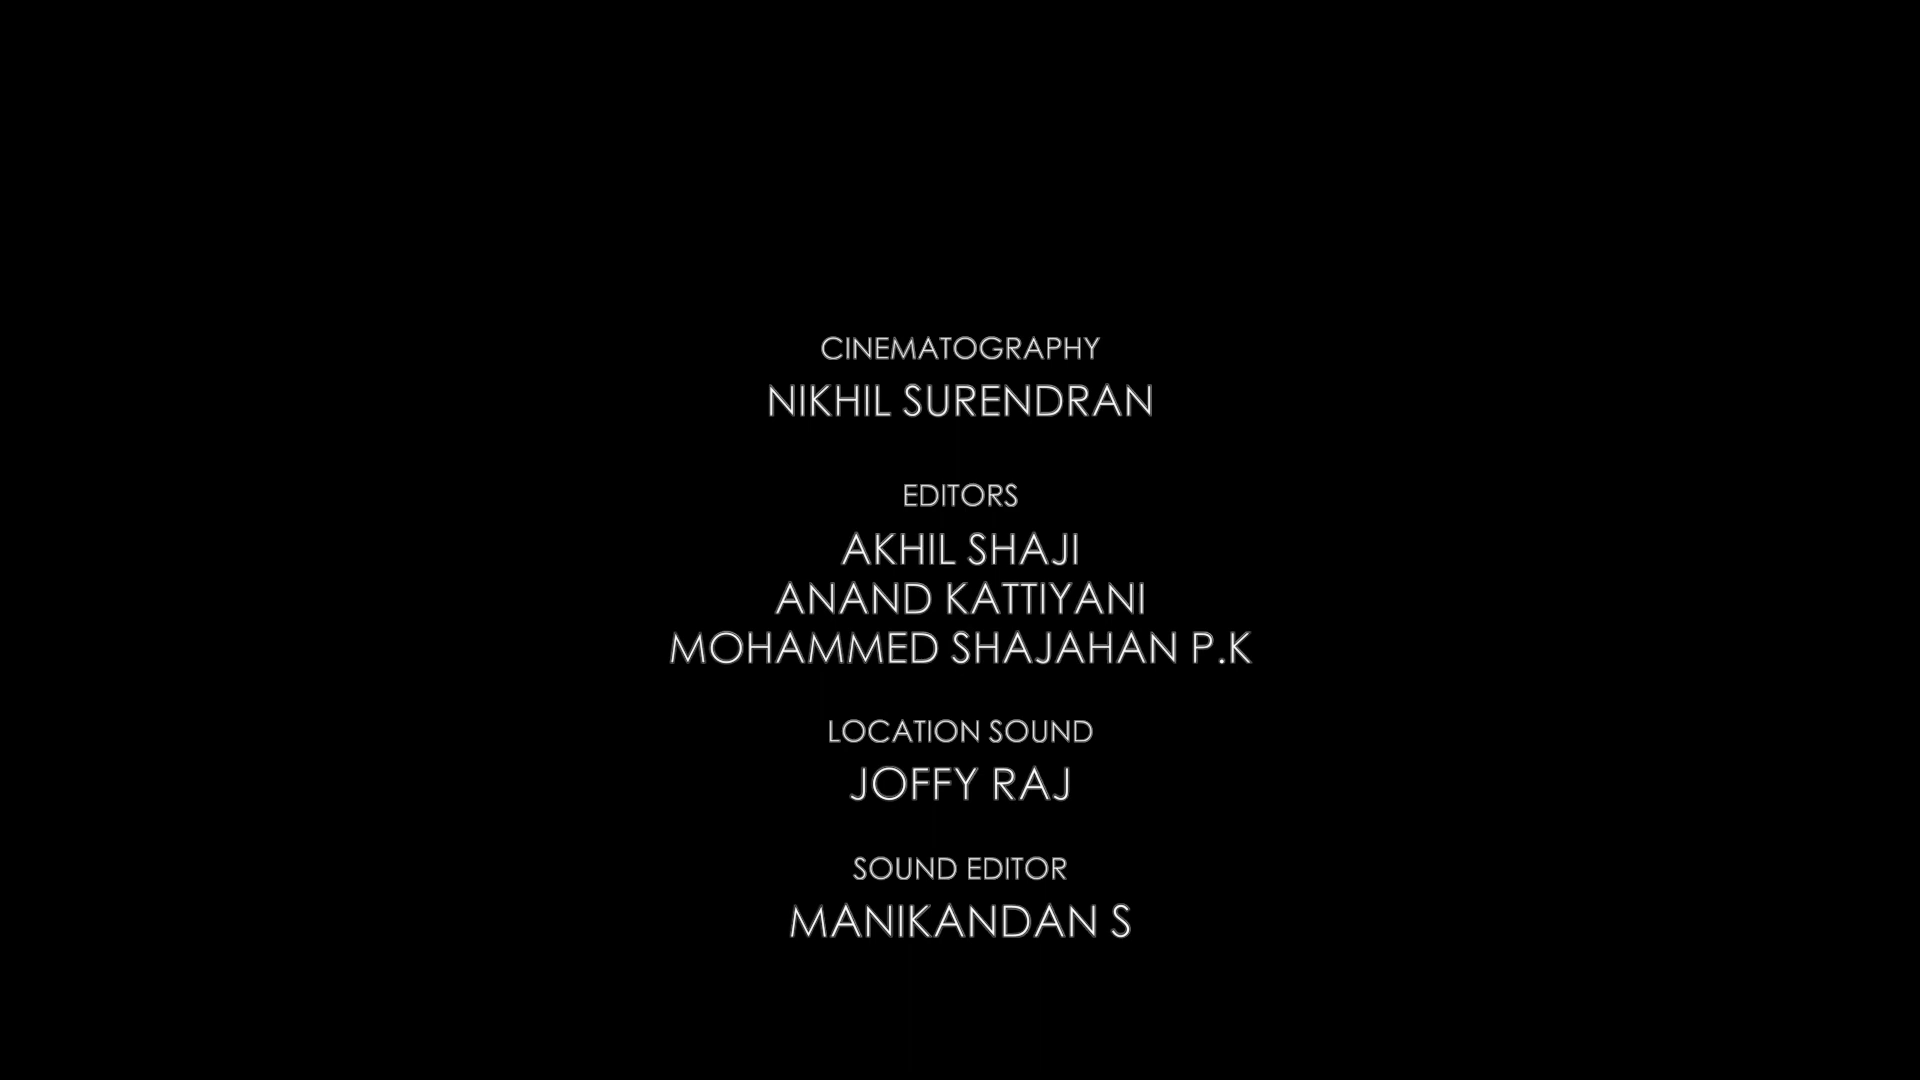 CINEMATOGRAPHY
NIKHIL SURENDRAN
EDITORS
AKHIL SHAJI
ANAND KATTIYANI
MOHAMMED SHAJAHAN P.K
LOCATION SOUND
JOFFY RAJ
SOUND EDITOR
MANIKANDAN S